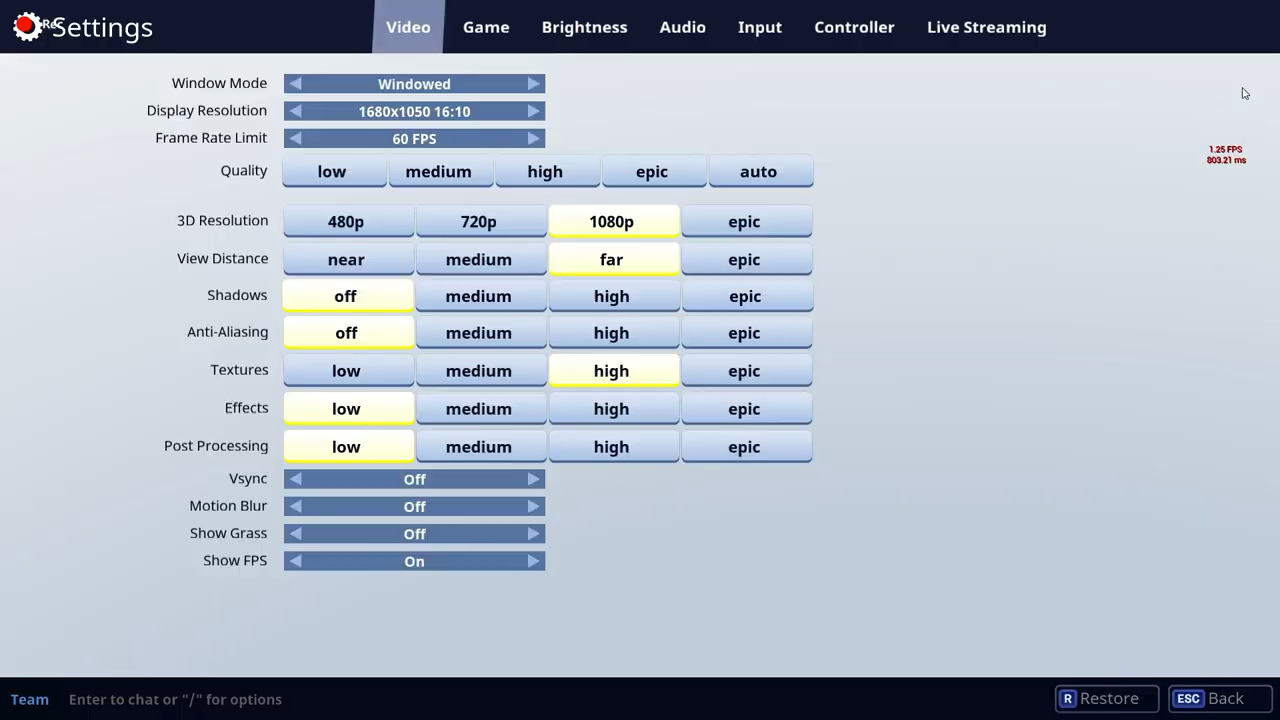 Rec
Settings
Video Game Brightness Audio Input Controller Live Streaming
Window Mode Windowed
Display Resolution 1680x1050 16:10
Frame Rate Limit 60 FPS
1.25 FPS
803.21 ms
Quality low medium high epic auto
3D Resolution 480p 720p 1080p epic
View Distance near medium far epic
Shadows off medium high epic
Anti-Aliasing off medium high epic
Textures low medium high epic
Effects low medium high epic
Post Processing low medium high epic
Vsync Off
Motion Blur Off
Show Grass Off
Show FPS On
Team Enter to chat or "/" for options R Restore ESC Back